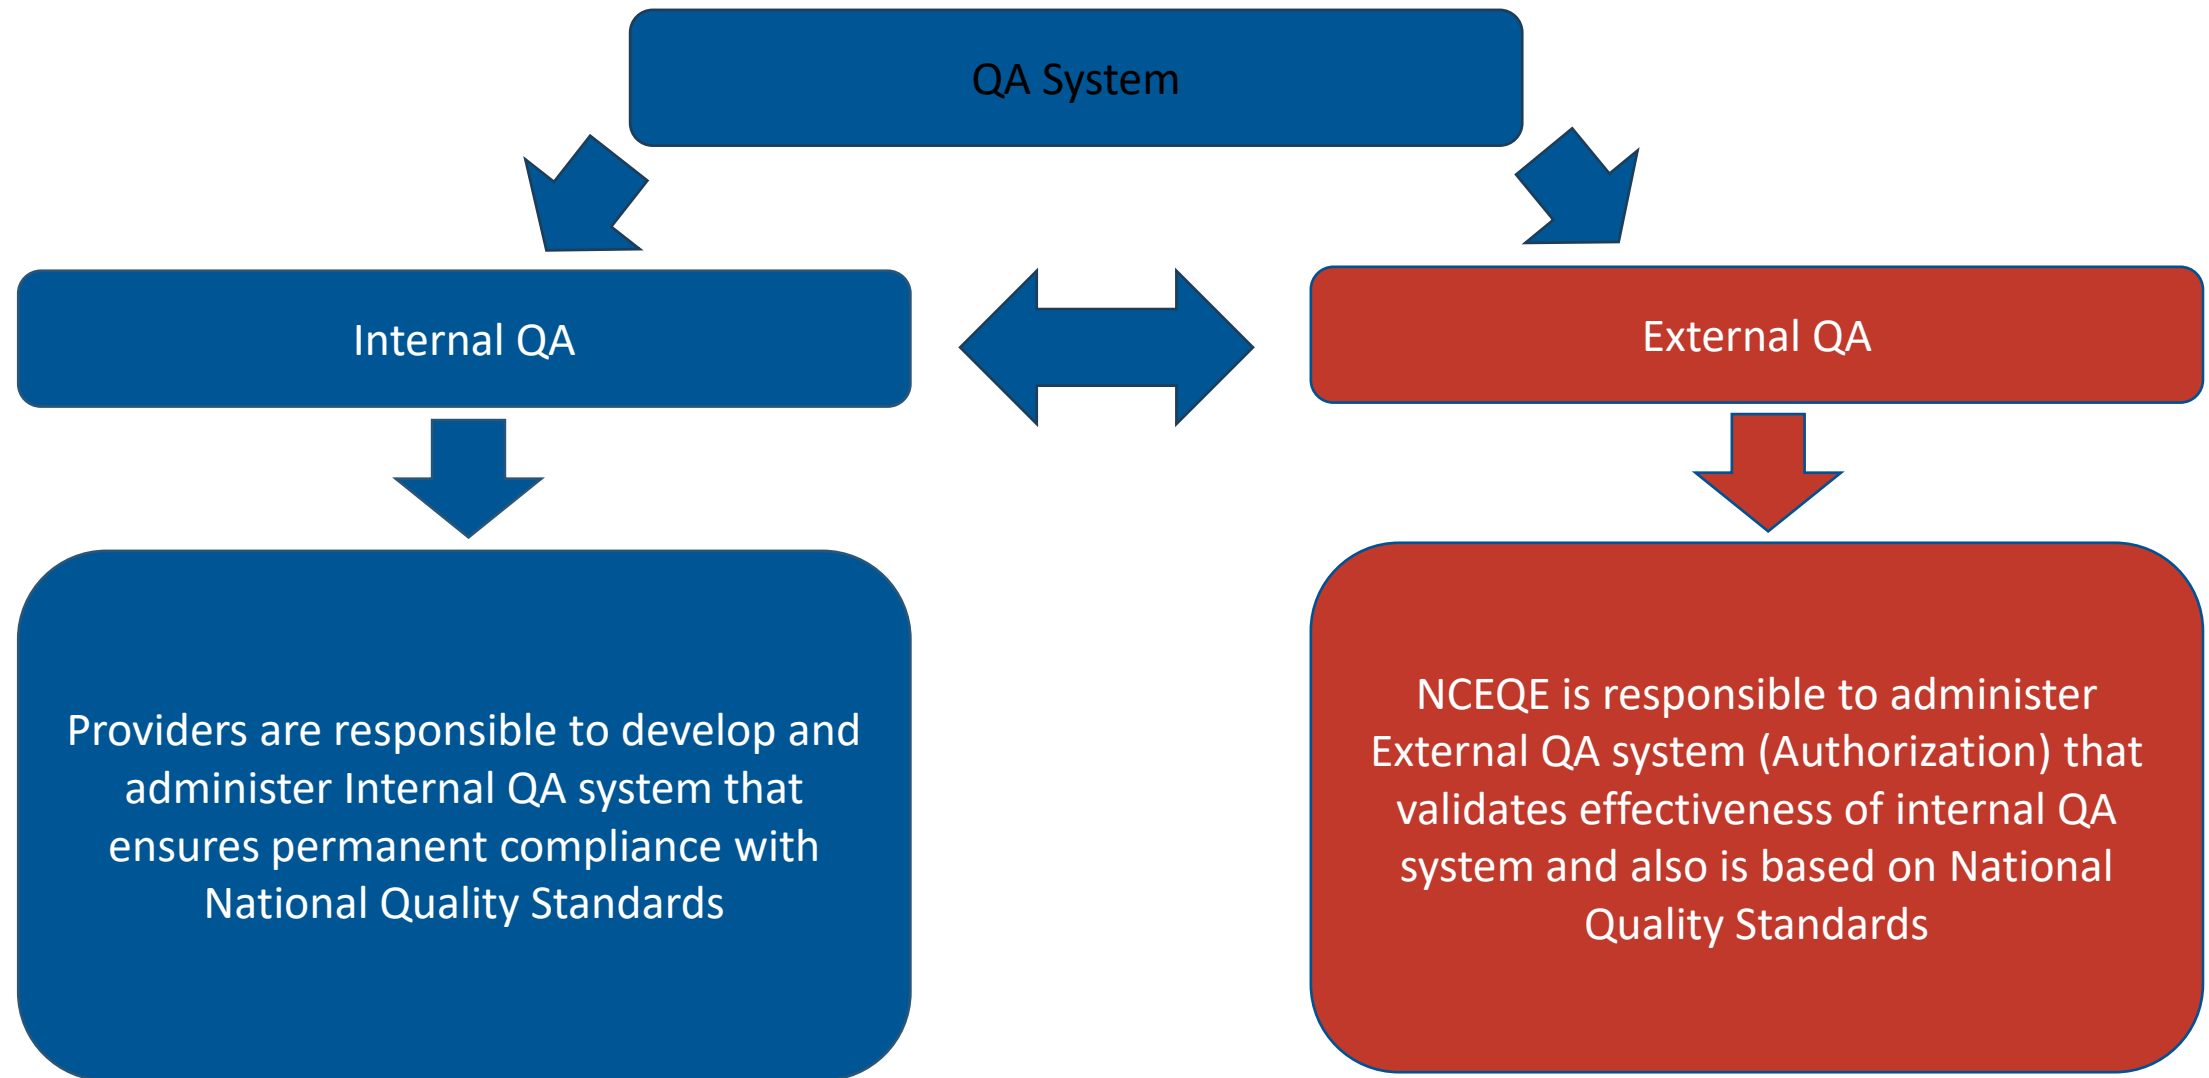 QA System
Internal QA
External QA
Providers are responsible to develop and
administer Internal QA system that
ensures permanent compliance with
National Quality Standards
NCEQE is responsible to administer
External QA system (Authorization) that
validates effectiveness of internal QA
system and also is based on National
Quality Standards